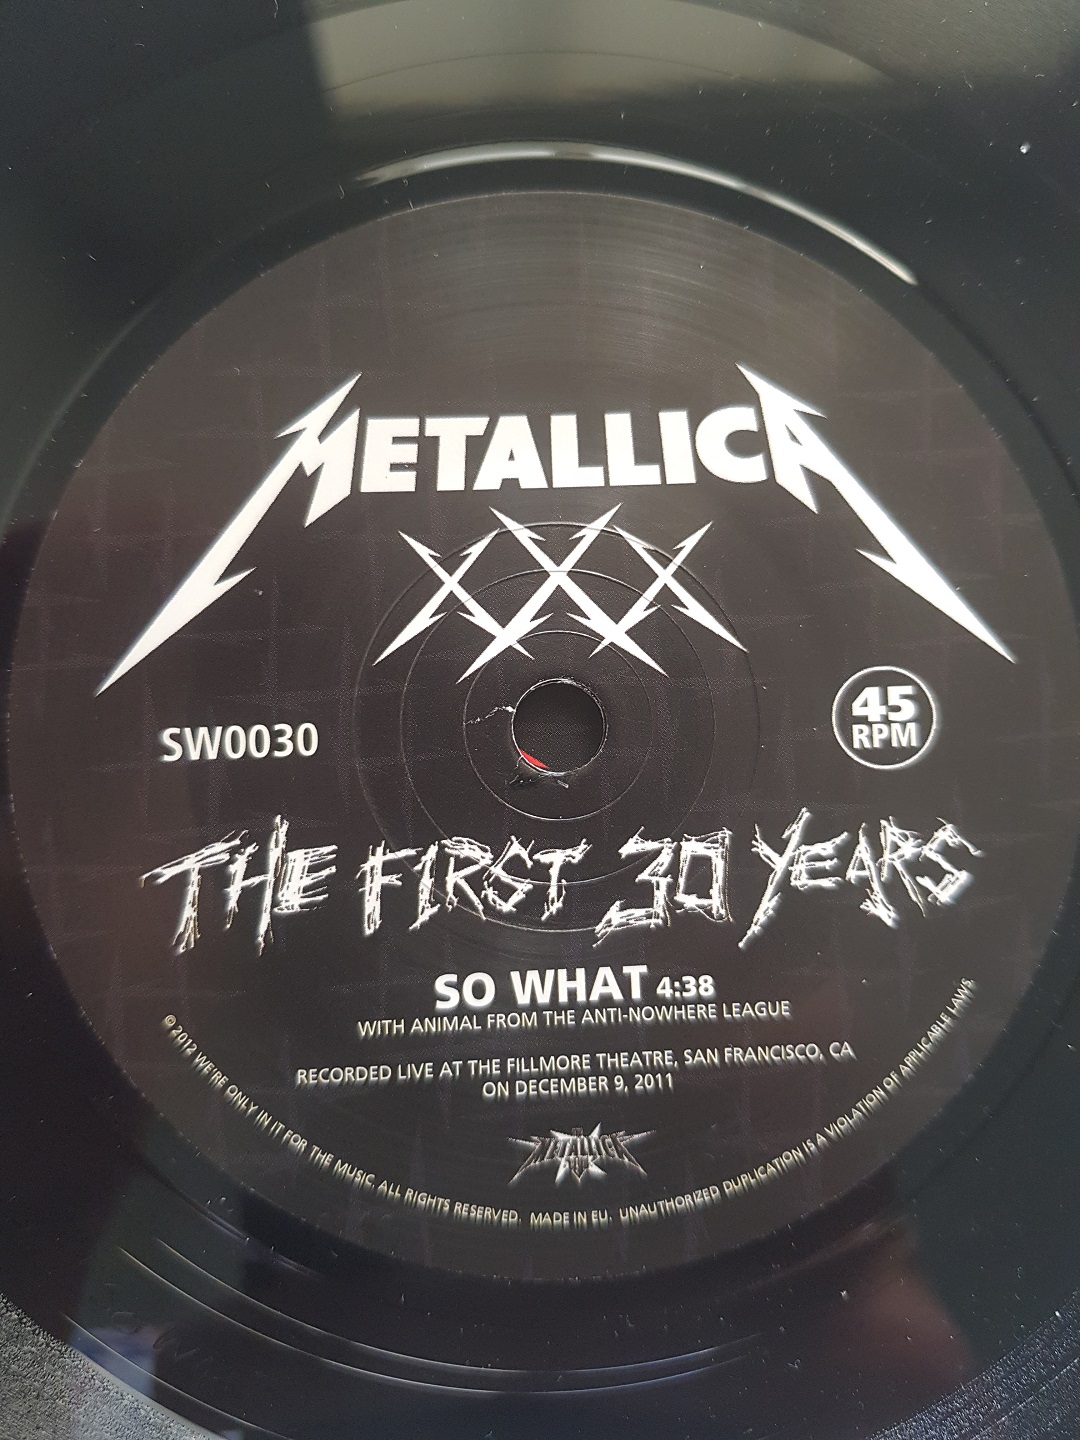 METALLICA
XXX
SW0030
45
RPM
THE FIRST 30 YEARS
SO WHAT 4:38
WITH ANIMAL FROM THE ANTI-NOWHERE LEAGUE
RECORDED LIVE AT THE FILLMORE THEATRE, SAN FRANCISCO, CA
ON DECEMBER 9, 2011
METALLICA
© 2012 WE'RE ONLY IN IT FOR THE MUSIC. ALL RIGHTS RESERVED. MADE IN EU. UNAUTHORIZED DUPLICATION IS A VIOLATION OF APPLICABLE LAWS.